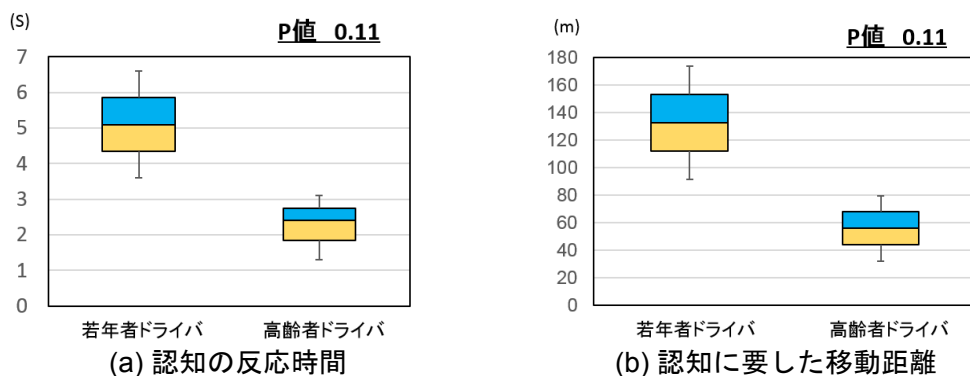 (S)
P値 0.11
7
6
5
4
3
2
1
0
若年者ドライバ 高齢者ドライバ
(a) 認知の反応時間
(m)
P値 0.11
180
160
140
120
100
80
60
40
20
0
若年者ドライバ 高齢者ドライバ
(b) 認知に要した移動距離